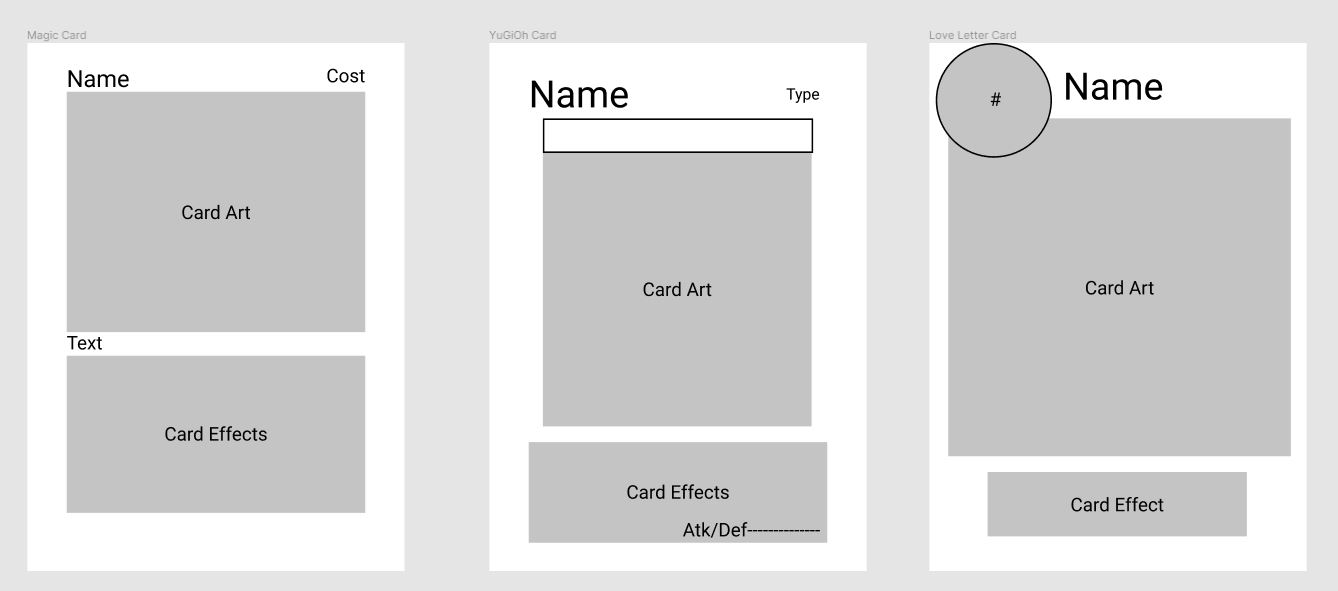 Magic Card
Name
Cost
Card Art
Text
Card Effects
YuGiOh Card
Name
Type
Card Art
Card Effects
Atk/Def--------------
Love Letter Card
#
Name
Card Art
Card Effect